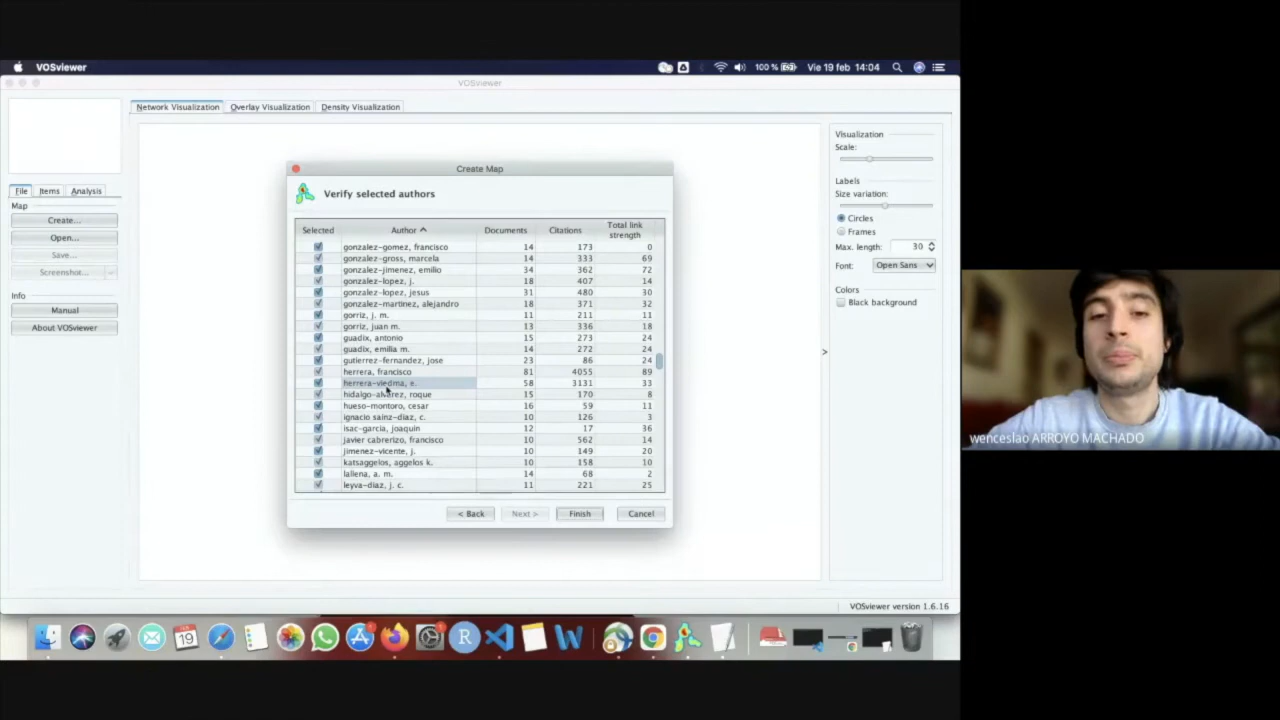 VOSviewer
100 %
Vie 19 feb 14:04
VOSviewer
Network Visualization
Overlay Visualization
Density Visualization
File
Items
Analysis
Map
Create...
Open...
Save...
Screenshot...
Info
Manual
About VOSviewer
Create Map
Verify selected authors
Selected Author Documents Citations Total link strength
gonzalez-gomez, francisco 14 173 0
gonzalez-gross, marcela 14 333 69
gonzalez-jimenez, emilio 34 362 72
gonzalez-lopez, j. 18 407 14
gonzalez-lopez, jesus 31 480 30
gonzalez-martinez, alejandro 18 371 32
gorriz, j. m. 11 211 11
gorriz, juan m. 13 336 18
guadix, antonio 15 273 24
guadix, emilia m. 14 272 24
gutierrez-fernandez, jose 23 86 24
herrera, francisco 81 4055 89
herrera-viedma, e. 58 3131 33
hidalgo-alvarez, roque 15 170 8
hueso-montoro, cesar 16 59 11
ignacio sainz-diaz, c. 10 126 3
isac-garcia, joaquin 12 17 36
javier cabrerizo, francisco 10 562 14
jimenez-vicente, j. 10 149 20
katsaggelos, aggelos k. 10 158 10
lallena, a. m. 14 68 2
leyva-diaz, j. c. 11 221 25
< Back
Next >
Finish
Cancel
Visualization
Scale:
Labels
Size variation:
Circles
Frames
Max. length: 30
Font: Open Sans
Colors
Black background
>
VOSviewer version 1.6.16
FEB
19
R
W
wenceslao ARROYO MACHADO